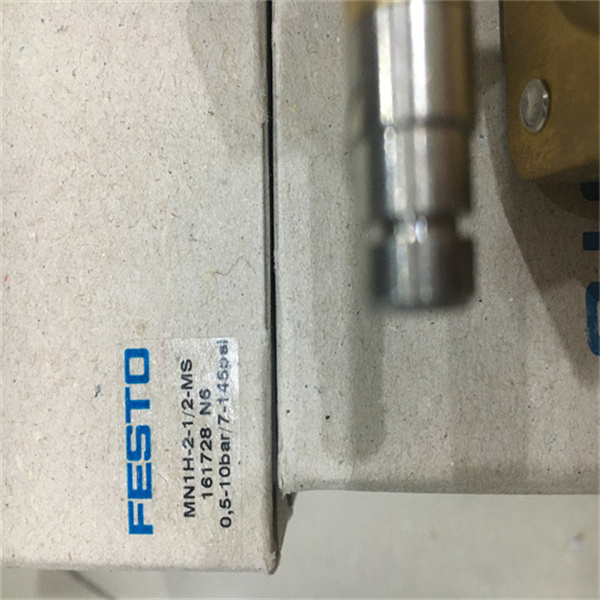 FESTO
MN1H-2-1/2-MS
161728 N6
0,5-10bar/7-145psi